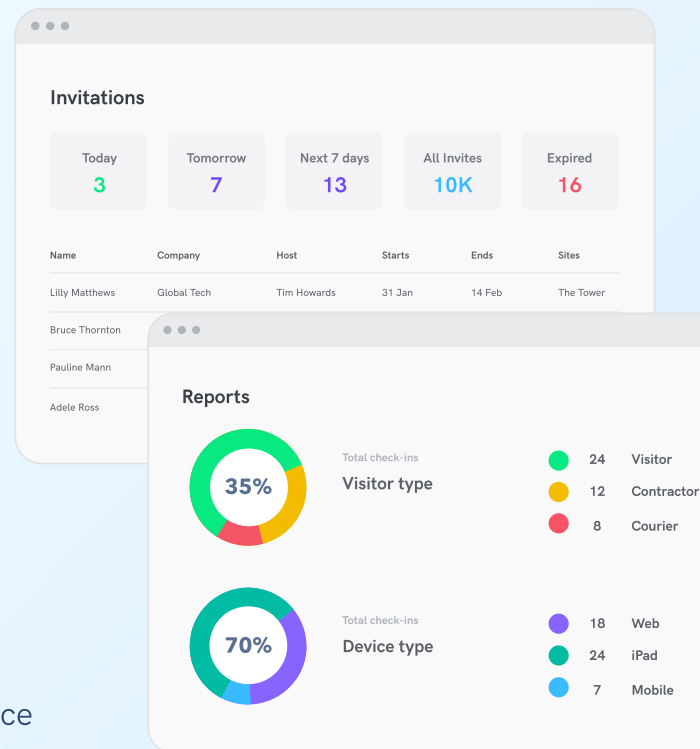 Invitations
Today Tomorrow Next 7 days All Invites Expired
3 7 13 10K 16
Name Company Host Starts Ends Sites
Lilly Matthews Global Tech Tim Howards 31 Jan 14 Feb The Tower
Bruce Thornton
Pauline Mann
Adele Ross
Reports
35%
Total check-ins
Visitor type
24 Visitor
12 Contractor
8 Courier
70%
Total check-ins
Device type
18 Web
24 iPad
7 Mobile
ce